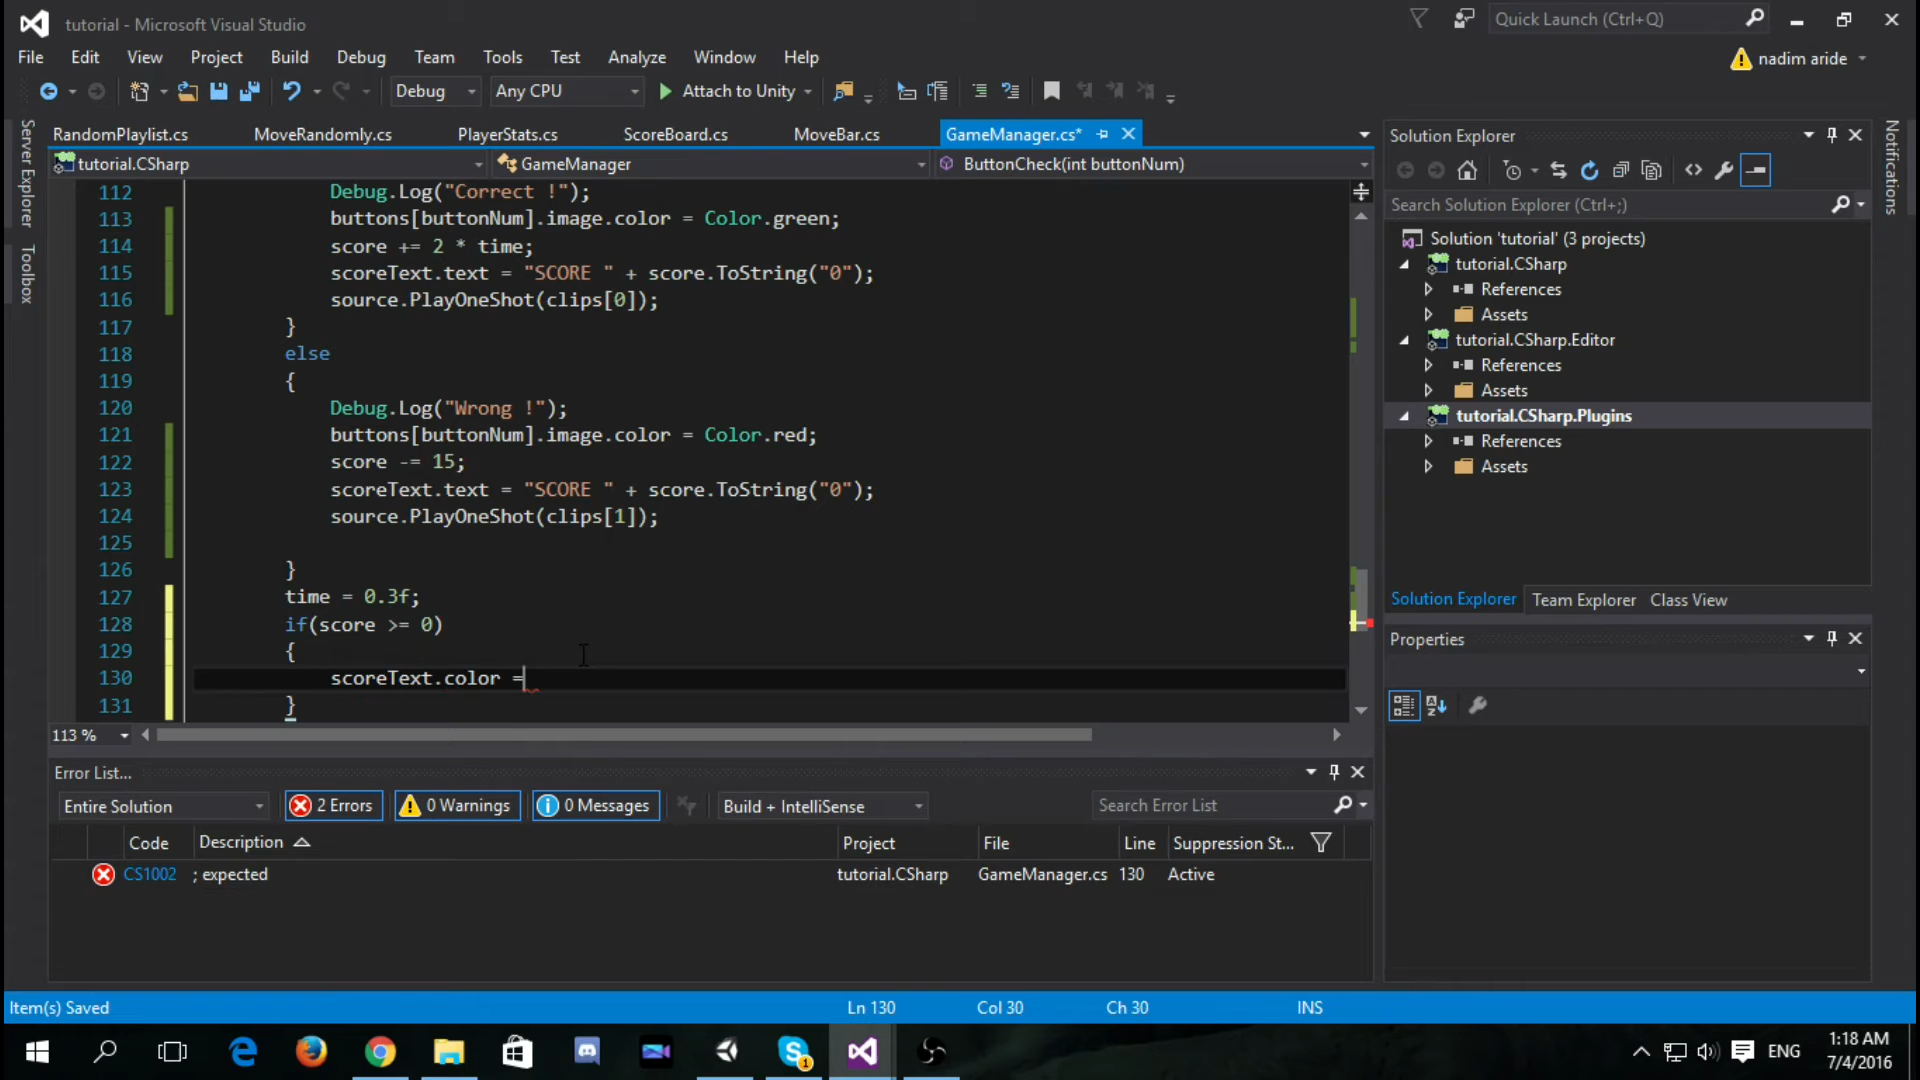 tutorial - Microsoft Visual Studio
Quick Launch (Ctrl+Q)
File Edit View Project Build Debug Team Tools Test Analyze Window Help
nadim aride
Debug Any CPU Attach to Unity
Server Explorer
Toolbox
RandomPlaylist.cs MoveRandomly.cs PlayerStats.cs ScoreBoard.cs MoveBar.cs GameManager.cs*
tutorial.CSharp GameManager ButtonCheck(int buttonNum)
112 Debug.Log("Correct !");
113 buttons[buttonNum].image.color = Color.green;
114 score += 2 * time;
115 scoreText.text = "SCORE " + score.ToString("0");
116 source.PlayOneShot(clips[0]);
117 }
118 else
119 {
120 Debug.Log("Wrong !");
121 buttons[buttonNum].image.color = Color.red;
122 score -= 15;
123 scoreText.text = "SCORE " + score.ToString("0");
124 source.PlayOneShot(clips[1]);
125
126 }
127 time = 0.3f;
128 if(score >= 0)
129 {
130 scoreText.color =
131 }
113 %
Error List...
Entire Solution 2 Errors 0 Warnings 0 Messages Build + IntelliSense Search Error List
Code Description Project File Line Suppression St...
CS1002 ; expected tutorial.CSharp GameManager.cs 130 Active
Solution Explorer
Search Solution Explorer (Ctrl+;)
Solution 'tutorial' (3 projects)
tutorial.CSharp
References
Assets
tutorial.CSharp.Editor
References
Assets
tutorial.CSharp.Plugins
References
Assets
Solution Explorer Team Explorer Class View
Properties
Notifications
Item(s) Saved Ln 130 Col 30 Ch 30 INS
1
ENG
1:18 AM
7/4/2016